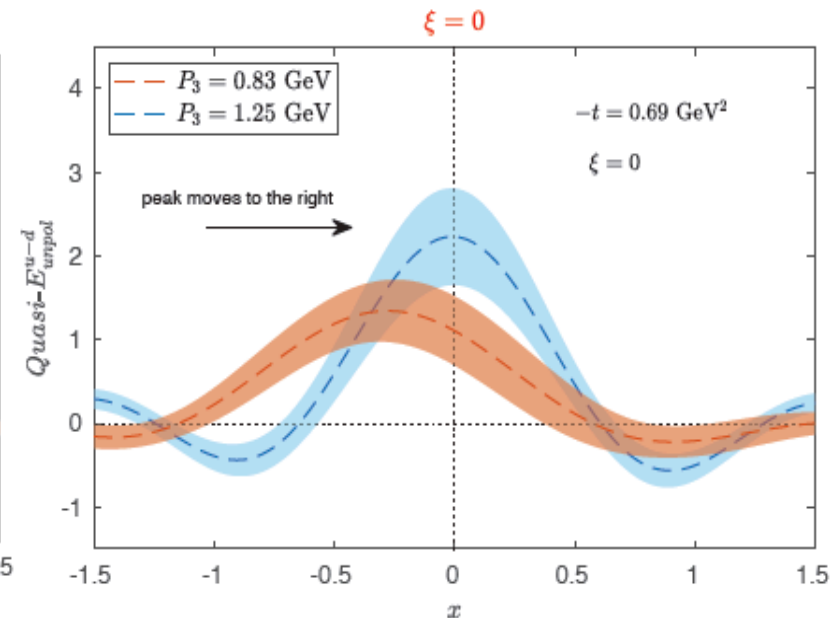 ξ = 0
P₃ = 0.83 GeV
P₃ = 1.25 GeV
−t = 0.69 GeV²
ξ = 0
peak moves to the right
Quasi-E^{u−d}_{unpol}
4
3
2
1
0
-1
5
-1.5 -1 -0.5 0 0.5 1 1.5
x